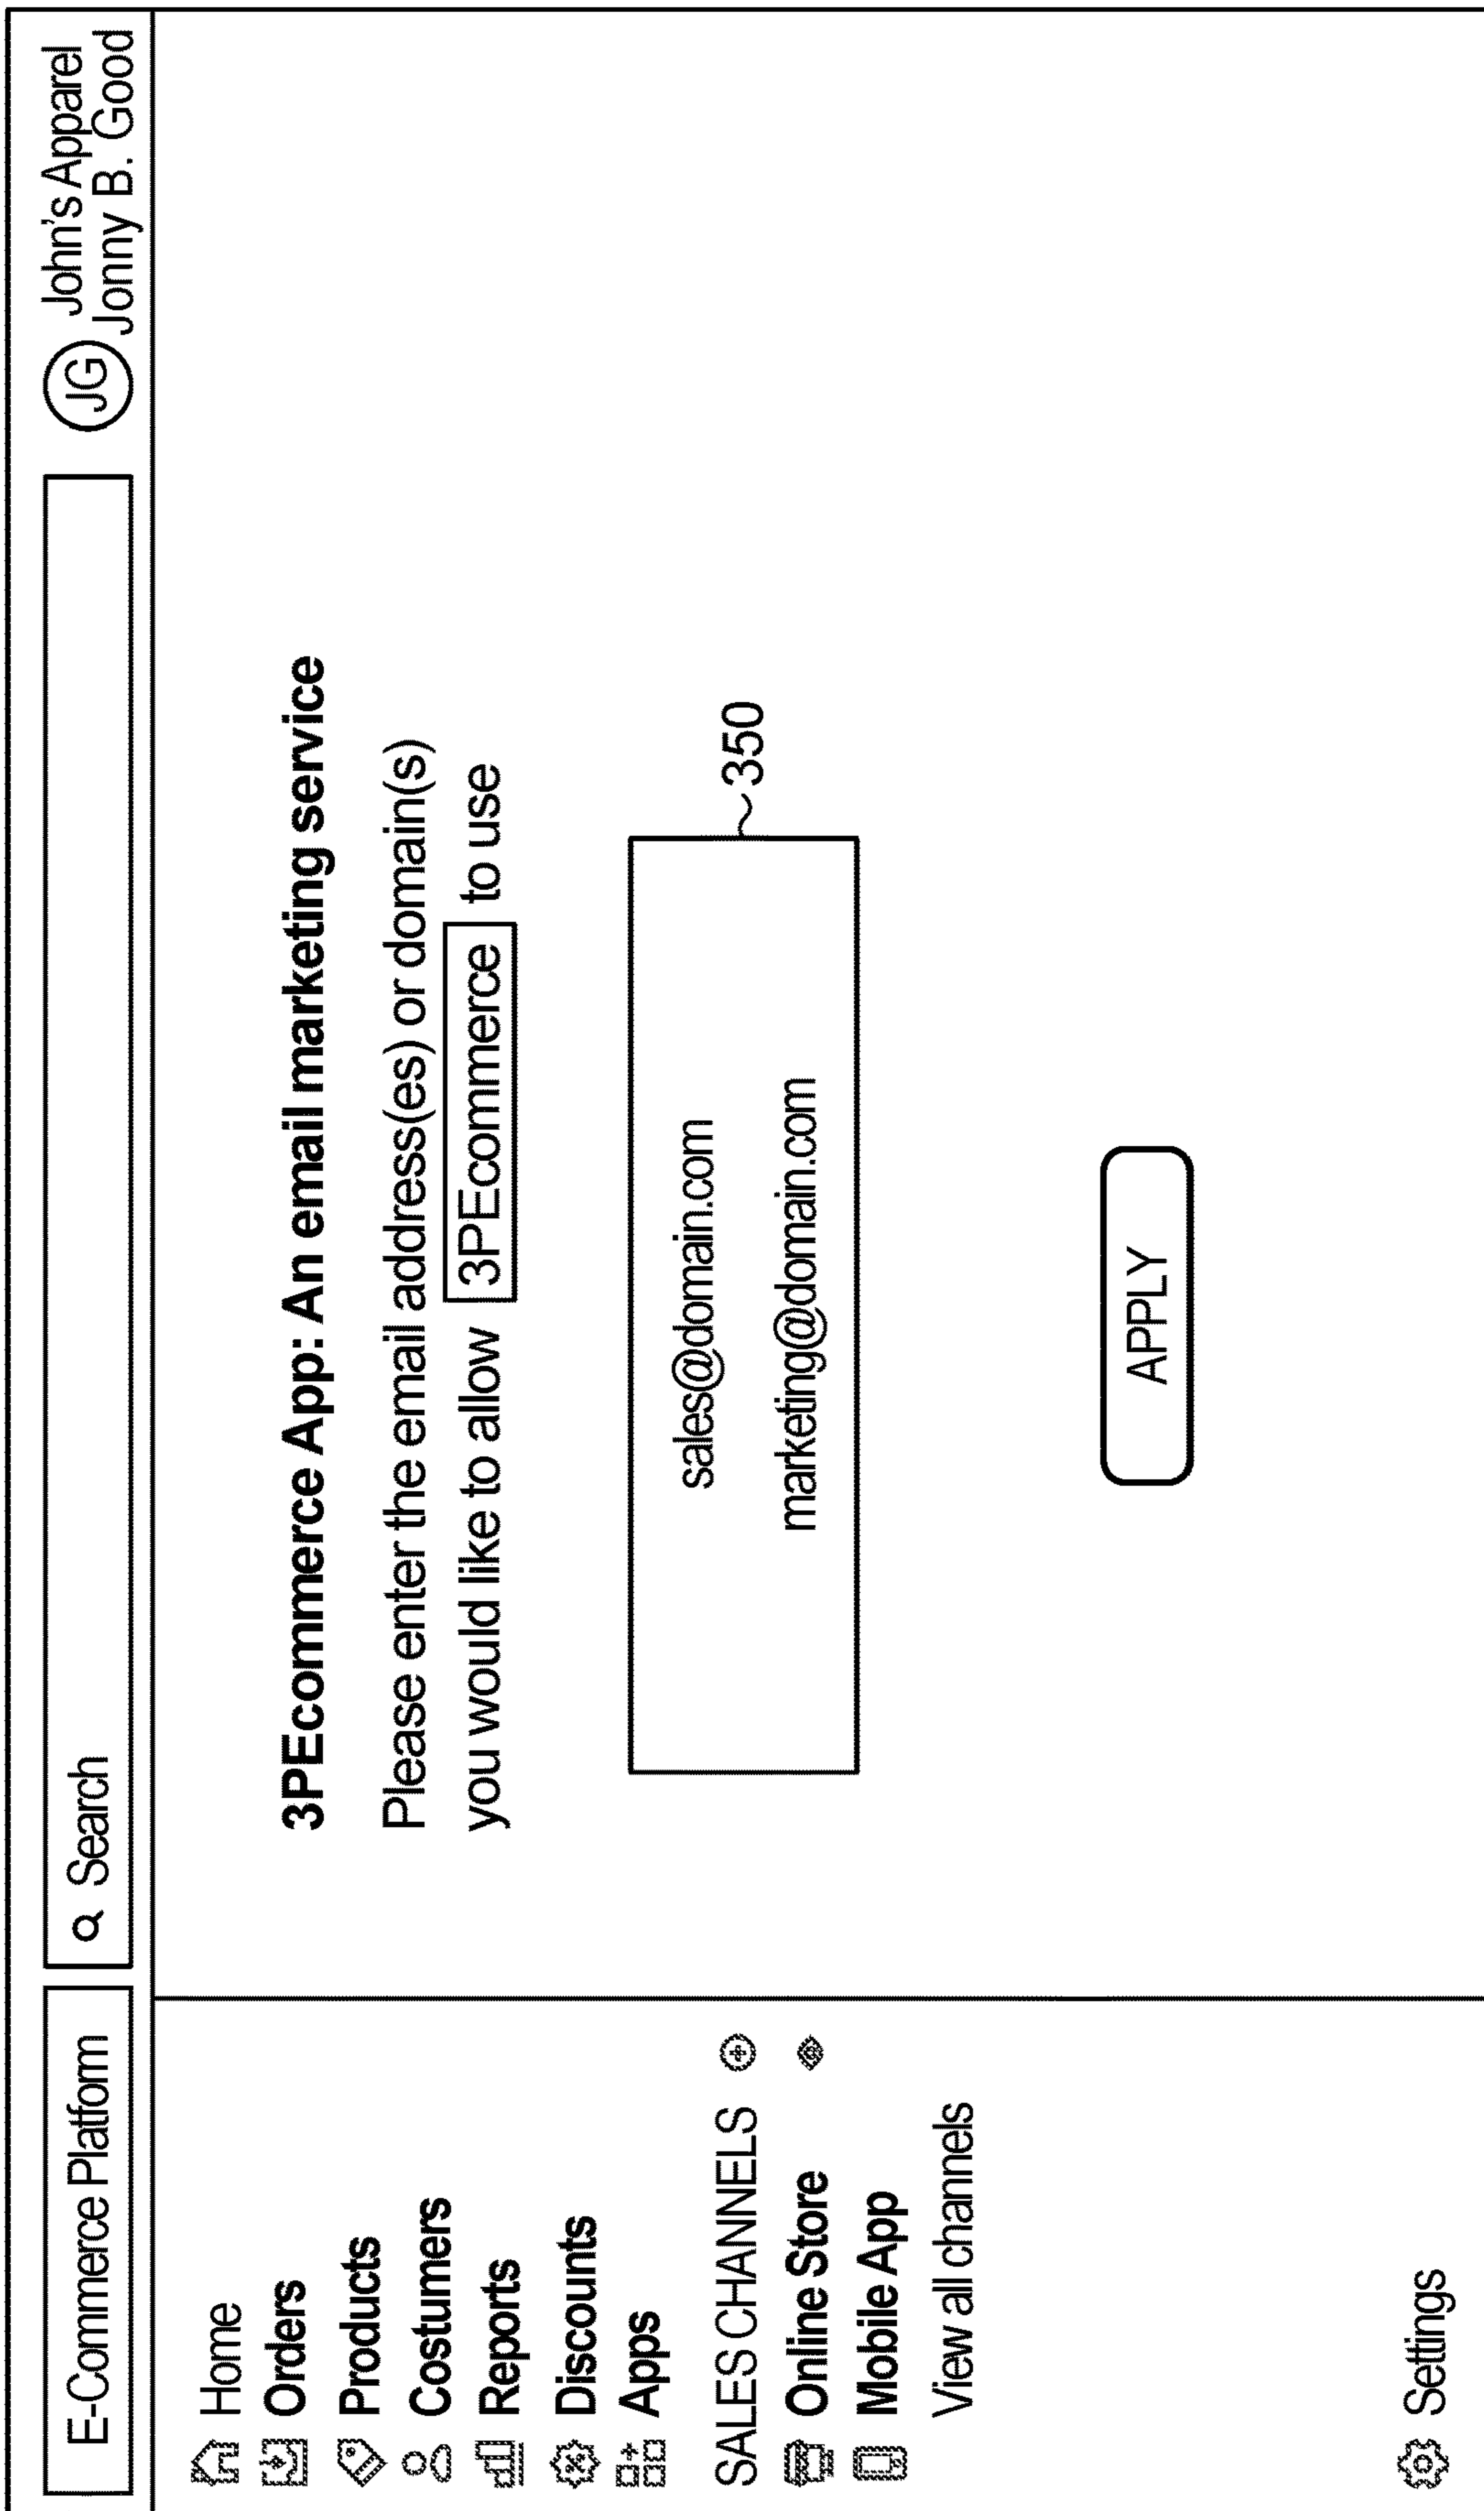 E-Commerce Platform
Search
JG
John's Apparel
Jonny B. Good
Home
Orders
Products
Costumers
Reports
Discounts
Apps
SALES CHANNELS
Online Store
Mobile App
View all channels
Settings
3PEcommerce App: An email marketing service
Please enter the email address(es) or domain(s)
you would like to allow 3PEcommerce to use
350
sales@domain.com
marketing@domain.com
APPLY